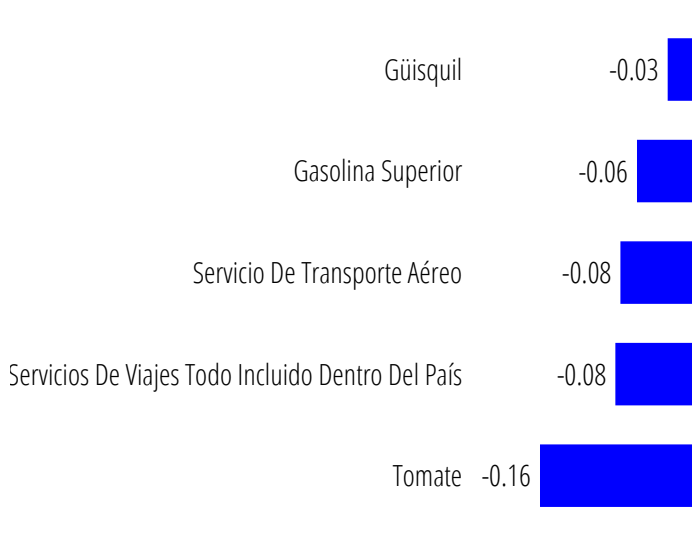 Güisquil -0.03
Gasolina Superior -0.06
Servicio De Transporte Aéreo -0.08
Servicios De Viajes Todo Incluido Dentro Del País -0.08
Tomate -0.16